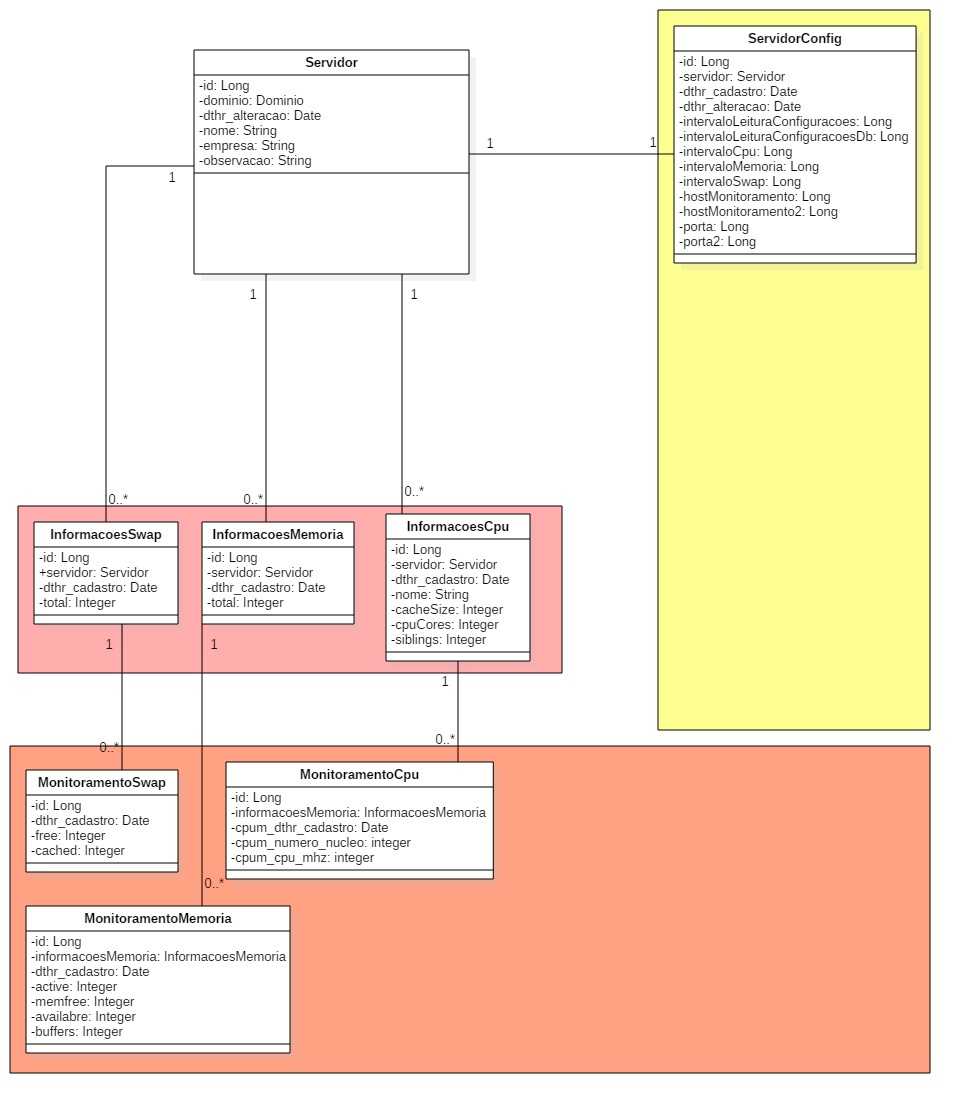 Servidor
-id: Long
-dominio: Dominio
-dthr_alteracao: Date
-nome: String
-empresa: String
-observacao: String
ServidorConfig
-id: Long
-servidor: Servidor
-dthr_cadastro: Date
-dthr_alteracao: Date
-intervaloLeituraConfiguracoes: Long
-intervaloLeituraConfiguracoesDb: Long
-intervaloCpu: Long
-intervaloMemoria: Long
-intervaloSwap: Long
-hostMonitoramento: Long
-hostMonitoramento2: Long
-porta: Long
-porta2: Long
1
1
1
1
1
0..*
0..*
0..*
InformacoesSwap
-id: Long
+servidor: Servidor
-dthr_cadastro: Date
-total: Integer
InformacoesMemoria
-id: Long
-servidor: Servidor
-dthr_cadastro: Date
-total: Integer
InformacoesCpu
-id: Long
-servidor: Servidor
-dthr_cadastro: Date
-nome: String
-cacheSize: Integer
-cpuCores: Integer
-siblings: Integer
1
1
1
0..*
0..*
MonitoramentoSwap
-id: Long
-dthr_cadastro: Date
-free: Integer
-cached: Integer
MonitoramentoCpu
-id: Long
-informacoesMemoria: InformacoesMemoria
-cpum_dthr_cadastro: Date
-cpum_numero_nucleo: integer
-cpum_cpu_mhz: integer
0..*
MonitoramentoMemoria
-id: Long
-informacoesMemoria: InformacoesMemoria
-dthr_cadastro: Date
-active: Integer
-memfree: Integer
-availabre: Integer
-buffers: Integer